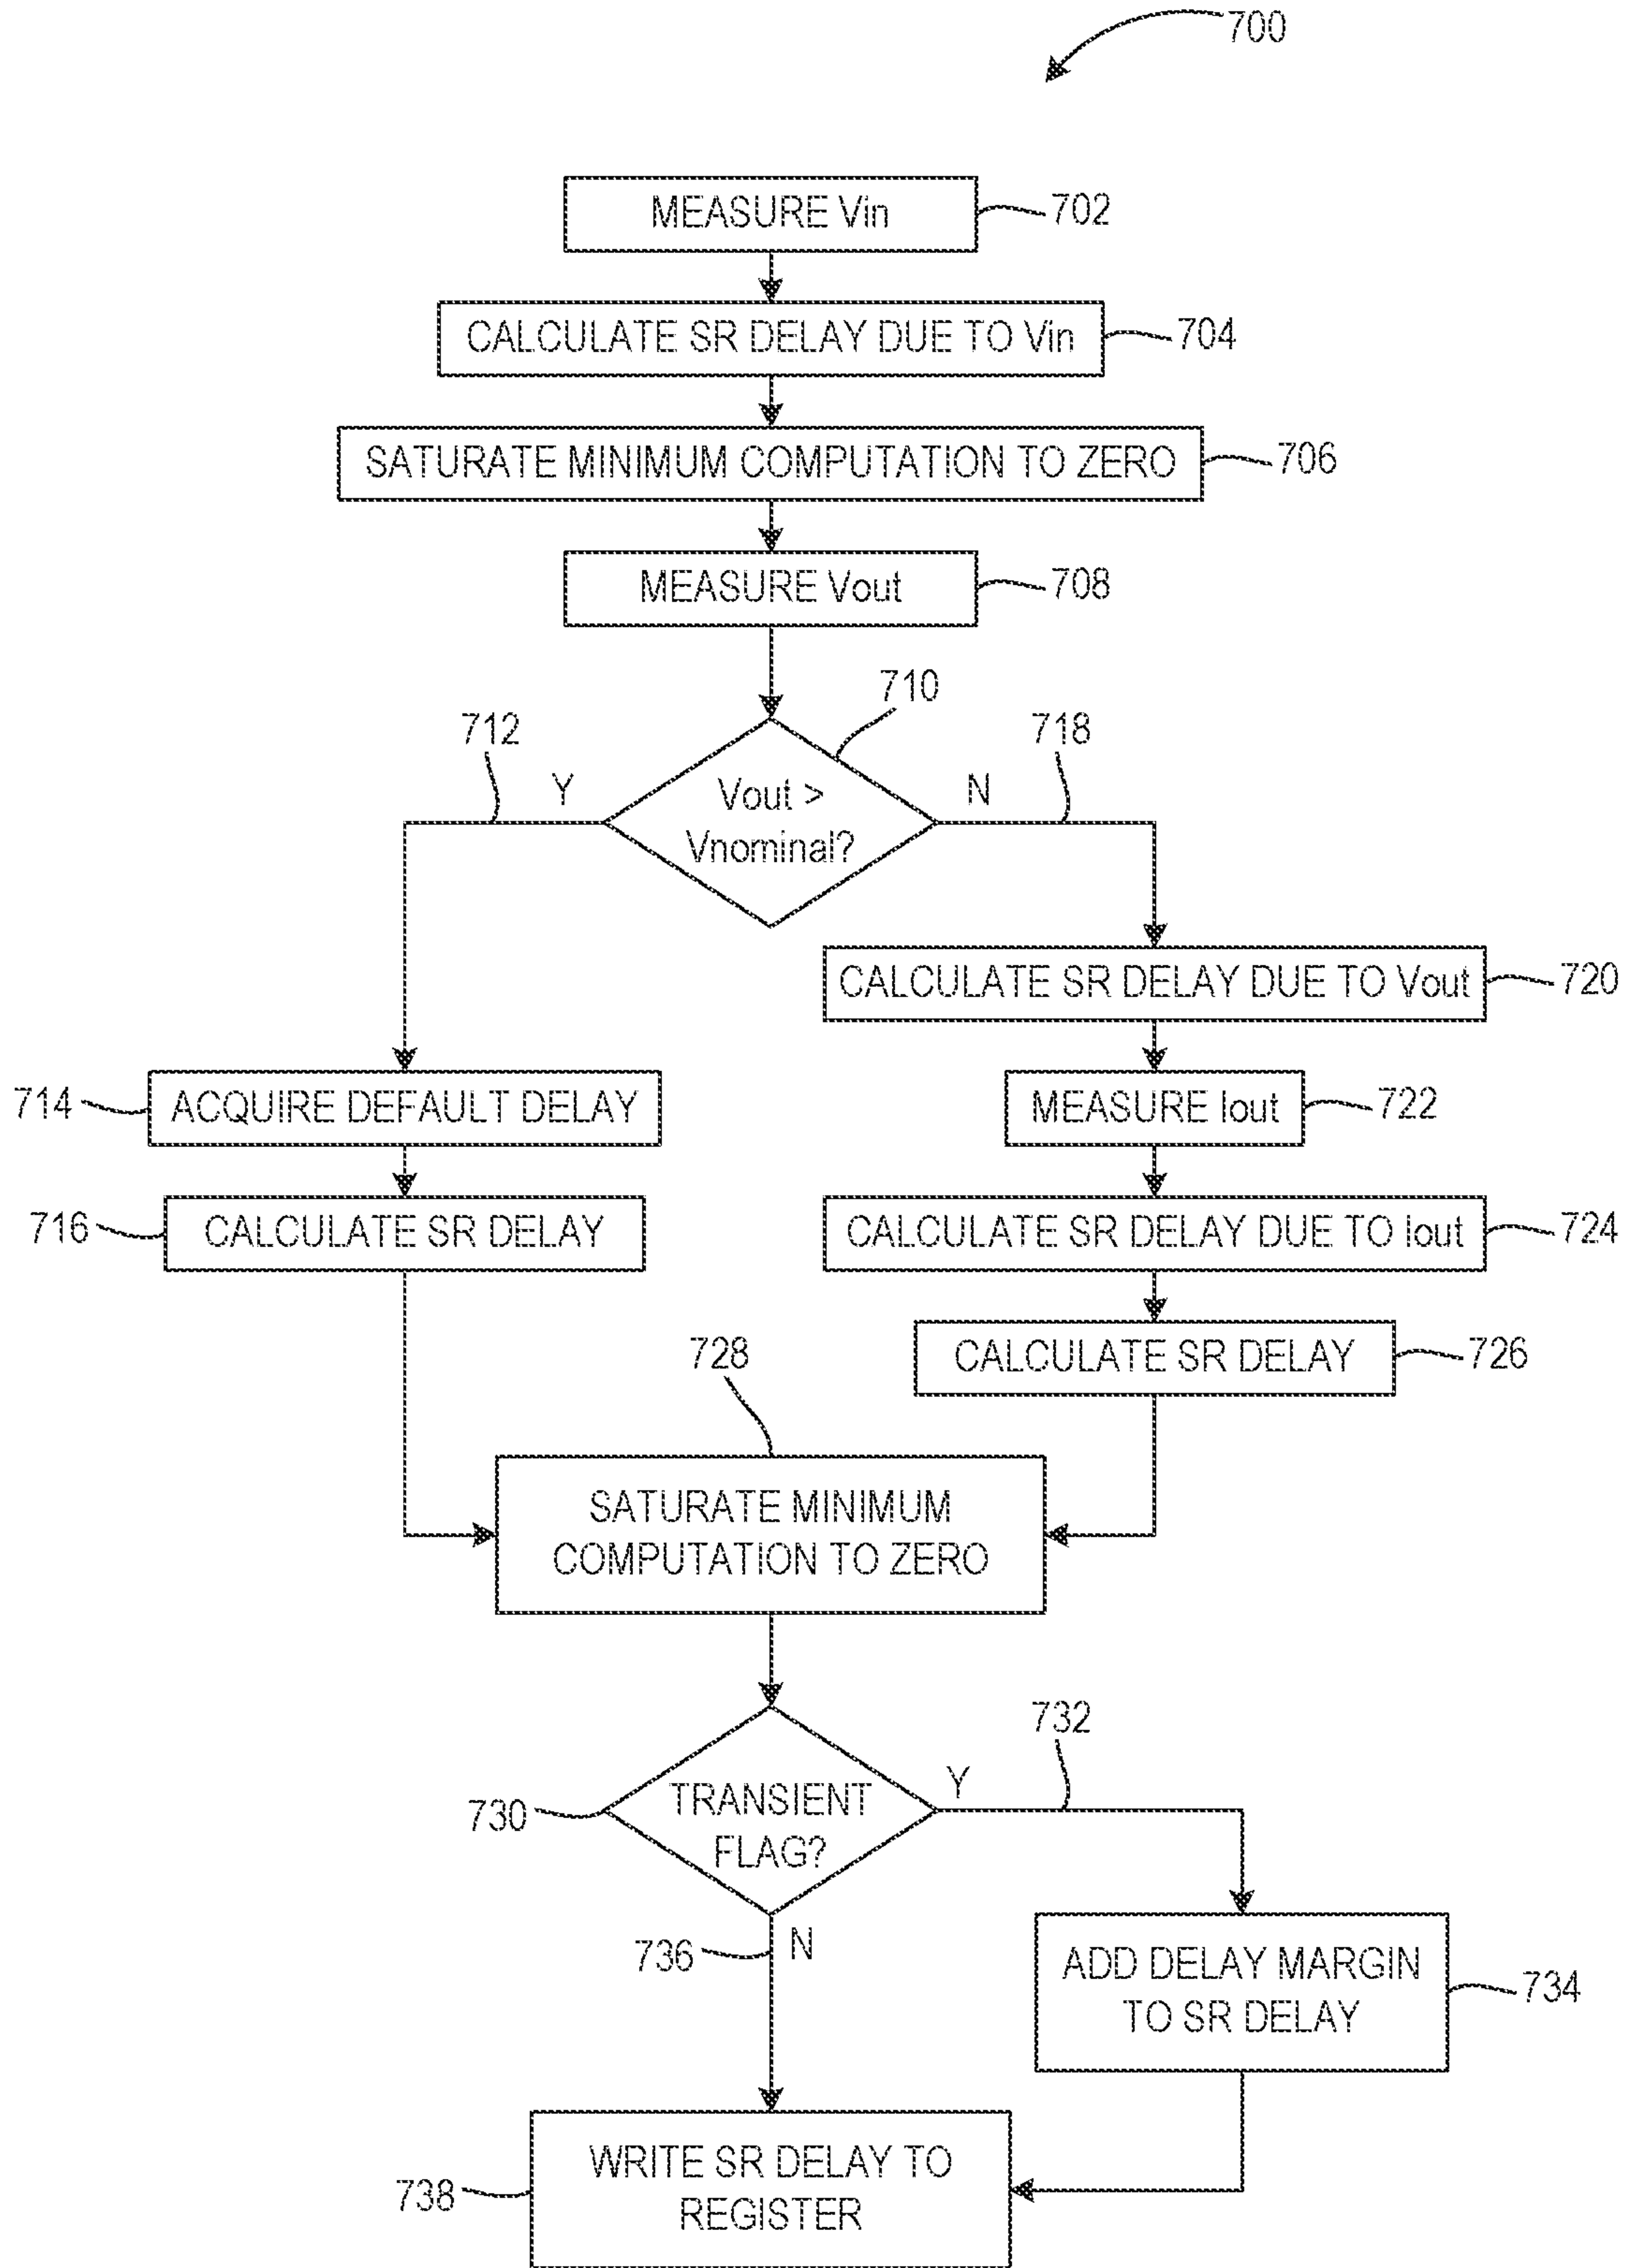 700
MEASURE Vin
702
CALCULATE SR DELAY DUE TO Vin
704
SATURATE MINIMUM COMPUTATION TO ZERO
706
MEASURE Vout
708
710
712
718
Y
Vout >
Vnominal?
N
CALCULATE SR DELAY DUE TO Vout
720
714
ACQUIRE DEFAULT DELAY
MEASURE Iout
722
716
CALCULATE SR DELAY
CALCULATE SR DELAY DUE TO Iout
724
CALCULATE SR DELAY
726
728
SATURATE MINIMUM
COMPUTATION TO ZERO
732
730
TRANSIENT
FLAG?
Y
736
N
ADD DELAY MARGIN
TO SR DELAY
734
WRITE SR DELAY TO
REGISTER
738